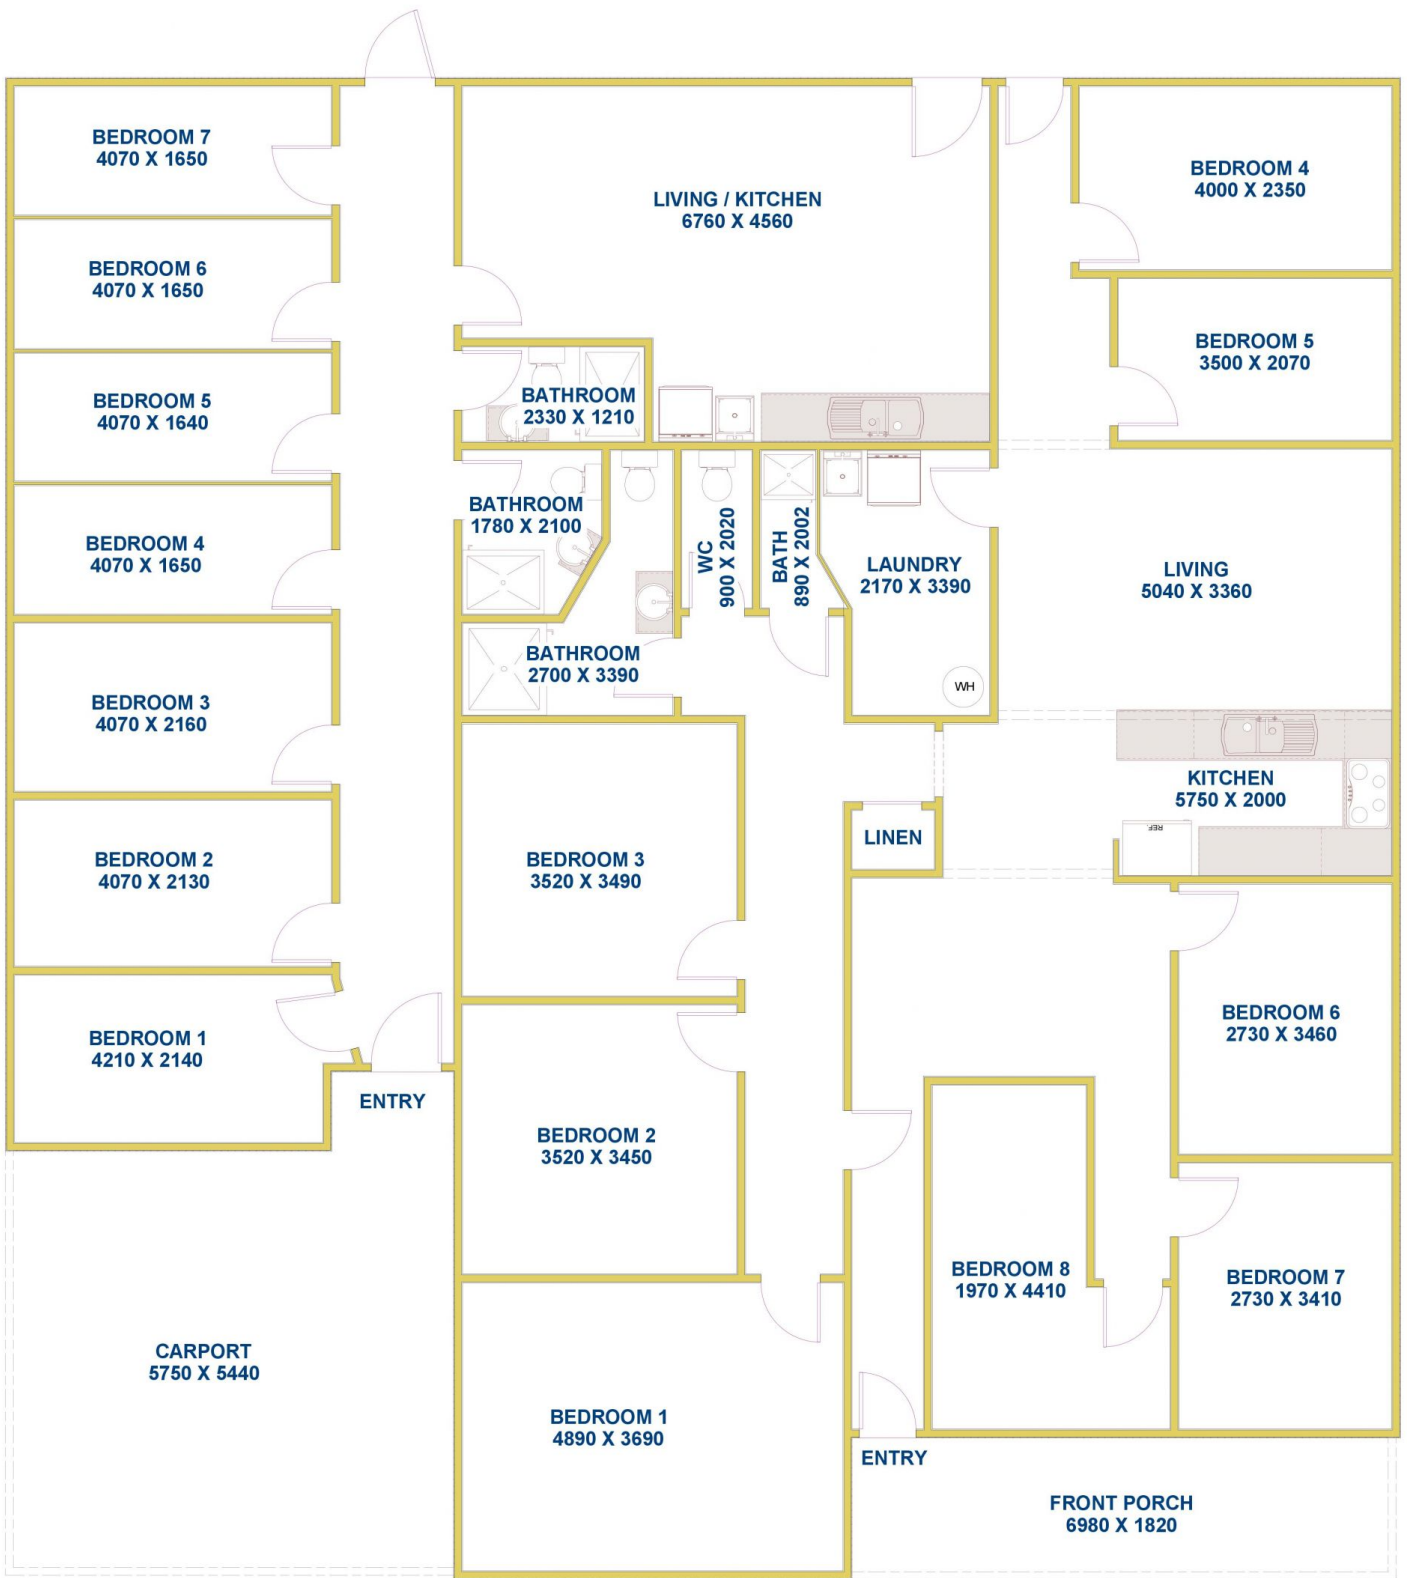 BEDROOM 7
4070 X 1650
BEDROOM 6
4070 X 1650
BEDROOM 5
4070 X 1640
BEDROOM 4
4070 X 1650
BEDROOM 3
4070 X 2160
BEDROOM 2
4070 X 2130
BEDROOM 1
4210 X 2140
ENTRY
CARPORT
5750 X 5440
LIVING / KITCHEN
6760 X 4560
BATHROOM
2330 X 1210
BATHROOM
1780 X 2100
BATHROOM
2700 X 3390
WC
900 X 2020
BATH
890 X 2002
LAUNDRY
2170 X 3390
WH
BEDROOM 3
3520 X 3490
LINEN
BEDROOM 2
3520 X 3450
BEDROOM 1
4890 X 3690
BEDROOM 4
4000 X 2350
BEDROOM 5
3500 X 2070
LIVING
5040 X 3360
KITCHEN
5750 X 2000
REF.
BEDROOM 6
2730 X 3460
BEDROOM 8
1970 X 4410
BEDROOM 7
2730 X 3410
ENTRY
FRONT PORCH
6980 X 1820